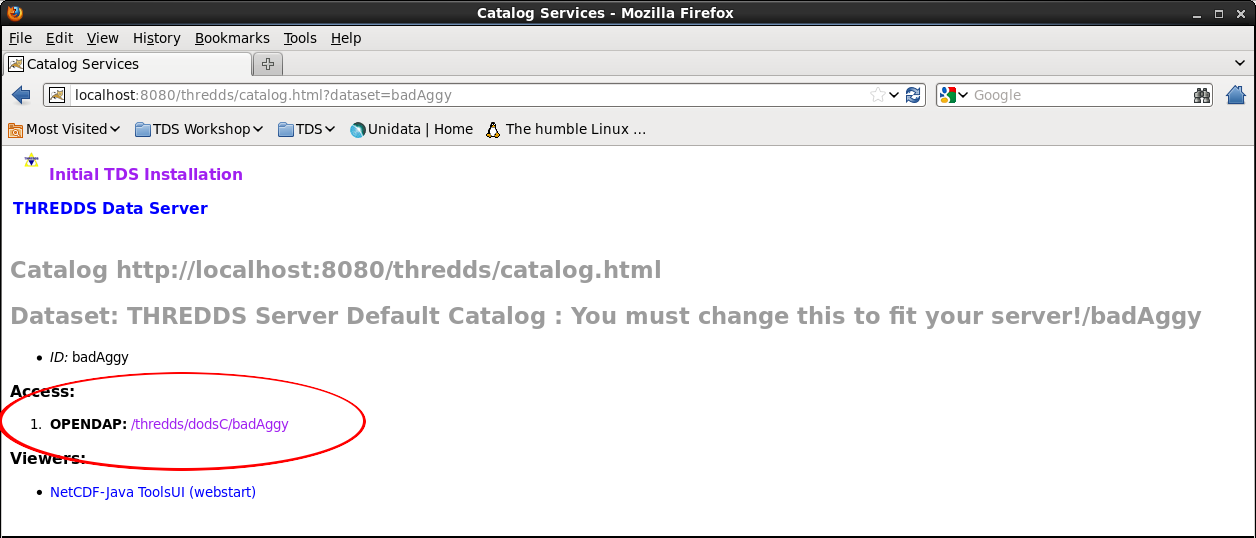 Catalog Services - Mozilla Firefox
File Edit View History Bookmarks Tools Help
Catalog Services
localhost:8080/thredds/catalog.html?dataset=badAggy Google
Most Visited TDS Workshop TDS Unidata | Home The humble Linux ...
Initial TDS Installation
THREDDS Data Server
Catalog http://localhost:8080/thredds/catalog.html
Dataset: THREDDS Server Default Catalog : You must change this to fit your server!/badAggy
• ID: badAggy
Access:
1. OPENDAP: /thredds/dodsC/badAggy
Viewers:
• NetCDF-Java ToolsUI (webstart)